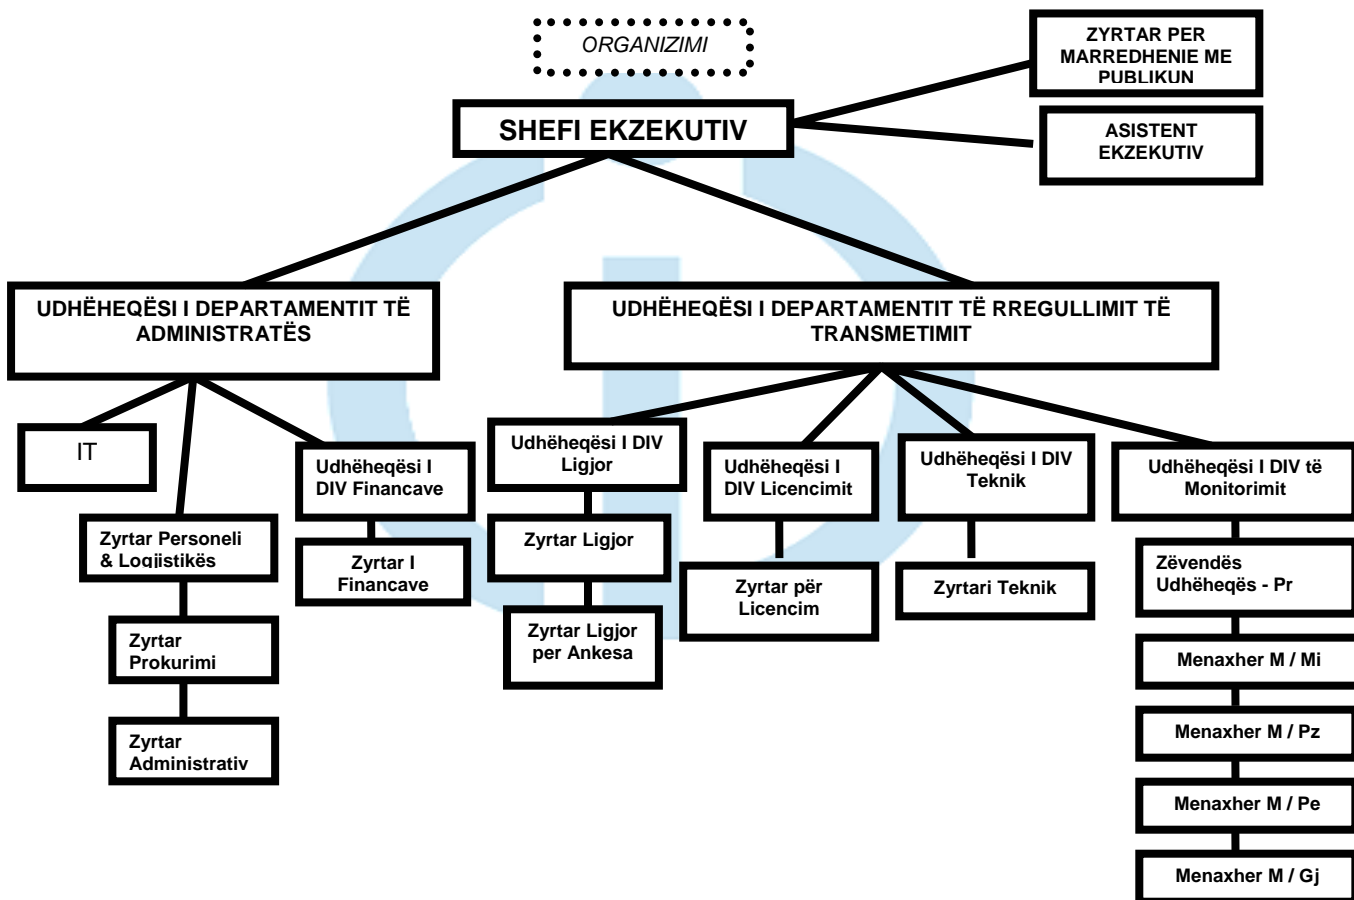 ORGANIZIMI
ZYRTAR PER
MARREDHENIE ME
PUBLIKUN
SHEFI EKZEKUTIV
ASISTENT
EKZEKUTIV
UDHËHEQËSI I DEPARTAMENTIT TË
ADMINISTRATËS
UDHËHEQËSI I DEPARTAMENTIT TË RREGULLIMIT TË
TRANSMETIMIT
IT
Zyrtar Personeli
& Logjistikës
Zyrtar
Prokurimi
Zyrtar
Administrativ
Udhëheqësi I
DIV Financave
Zyrtar I
Financave
Udhëheqësi I DIV
Ligjor
Zyrtar Ligjor
Zyrtar Ligjor
per Ankesa
Udhëheqësi I
DIV Licencimit
Zyrtar për
Licencim
Udhëheqësi I DIV
Teknik
Zyrtari Teknik
Udhëheqësi I DIV të
Monitorimit
Zëvendës
Udhëheqës - Pr
Menaxher M / Mi
Menaxher M / Pz
Menaxher M / Pe
Menaxher M / Gj